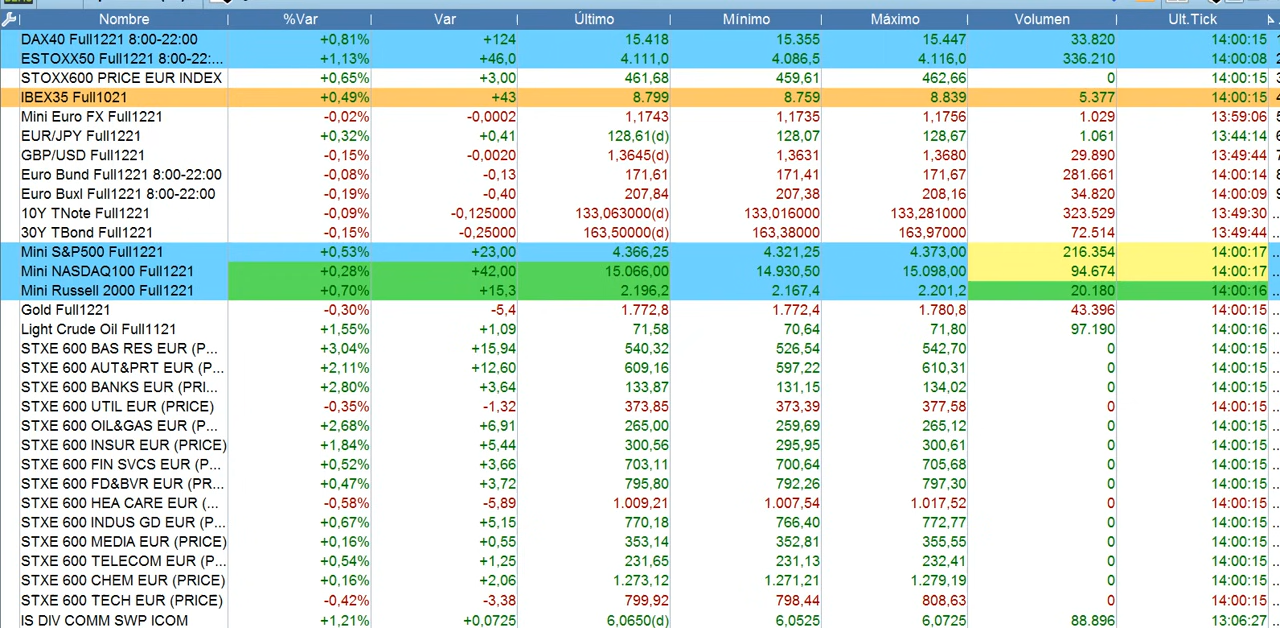 Nombre %Var Var Último Mínimo Máximo Volumen Ult.Tick
DAX40 Full1221 8:00-22:00 +0,81% +124 15.418 15.355 15.447 33.820 14:00:15
ESTOXX50 Full1221 8:00-22:... +1,13% +46,0 4.111,0 4.086,5 4.116,0 336.210 14:00:08
STOXX600 PRICE EUR INDEX +0,65% +3,00 461,68 459,61 462,66 0 14:00:15
IBEX35 Full1021 +0,49% +43 8.799 8.759 8.839 5.377 14:00:15
Mini Euro FX Full1221 -0,02% -0,0002 1,1743 1,1735 1,1756 1.029 13:59:06
EUR/JPY Full1221 +0,32% +0,41 128,61(d) 128,07 128,67 1.061 13:44:14
GBP/USD Full1221 -0,15% -0,0020 1,3645(d) 1,3631 1,3680 29.890 13:49:44
Euro Bund Full1221 8:00-22:00 -0,08% -0,13 171,61 171,41 171,67 281.661 14:00:14
Euro Buxl Full1221 8:00-22:00 -0,19% -0,40 207,84 207,38 208,16 34.820 14:00:09
10Y TNote Full1221 -0,09% -0,125000 133,063000(d) 133,016000 133,281000 323.529 13:49:30
30Y TBond Full1221 -0,15% -0,25000 163,50000(d) 163,38000 163,97000 72.514 13:49:44
Mini S&P500 Full1221 +0,53% +23,00 4.366,25 4.321,25 4.373,00 216.354 14:00:17
Mini NASDAQ100 Full1221 +0,28% +42,00 15.066,00 14.930,50 15.098,00 94.674 14:00:17
Mini Russell 2000 Full1221 +0,70% +15,3 2.196,2 2.167,4 2.201,2 20.180 14:00:16
Gold Full1221 -0,30% -5,4 1.772,8 1.772,4 1.780,8 43.396 14:00:15
Light Crude Oil Full1121 +1,55% +1,09 71,58 70,64 71,80 97.190 14:00:16
STXE 600 BAS RES EUR (P... +3,04% +15,94 540,32 526,54 542,70 0 14:00:15
STXE 600 AUT&PRT EUR (P... +2,11% +12,60 609,16 597,22 610,31 0 14:00:15
STXE 600 BANKS EUR (PRI... +2,80% +3,64 133,87 131,15 134,02 0 14:00:15
STXE 600 UTIL EUR (PRICE) -0,35% -1,32 373,85 373,39 377,58 0 14:00:15
STXE 600 OIL&GAS EUR (P... +2,68% +6,91 265,00 259,69 265,12 0 14:00:15
STXE 600 INSUR EUR (PRICE) +1,84% +5,44 300,56 295,95 300,61 0 14:00:15
STXE 600 FIN SVCS EUR (P... +0,52% +3,66 703,11 700,64 705,68 0 14:00:15
STXE 600 FD&BVR EUR (PR... +0,47% +3,72 795,80 792,26 797,30 0 14:00:15
STXE 600 HEA CARE EUR (... -0,58% -5,89 1.009,21 1.007,54 1.017,52 0 14:00:15
STXE 600 INDUS GD EUR (P... +0,67% +5,15 770,18 766,40 772,77 0 14:00:15
STXE 600 MEDIA EUR (PRICE) +0,16% +0,55 353,14 352,81 355,55 0 14:00:15
STXE 600 TELECOM EUR (P... +0,54% +1,25 231,65 231,13 232,41 0 14:00:15
STXE 600 CHEM EUR (PRICE) +0,16% +2,06 1.273,12 1.271,21 1.279,19 0 14:00:15
STXE 600 TECH EUR (PRICE) -0,42% -3,38 799,92 798,44 808,63 0 14:00:15
IS DIV COMM SWP ICOM +1,21% +0,0725 6,0650(d) 6,0525 6,0725 88.896 13:06:27